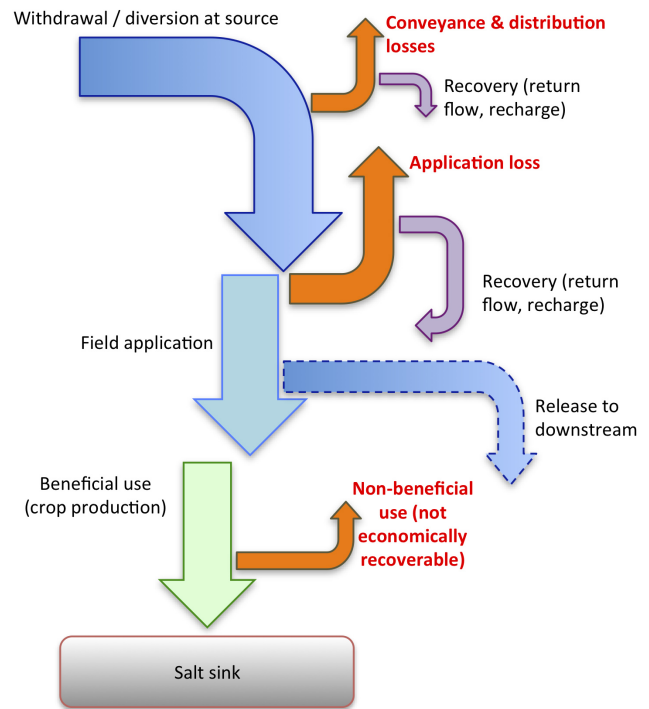 Withdrawal / diversion at source
Conveyance & distribution
losses
Recovery (return
flow, recharge)
Application loss
Recovery (return
flow, recharge)
Field application
Release to
downstream
Beneficial use
(crop production)
Non-beneficial
use (not
economically
recoverable)
Salt sink